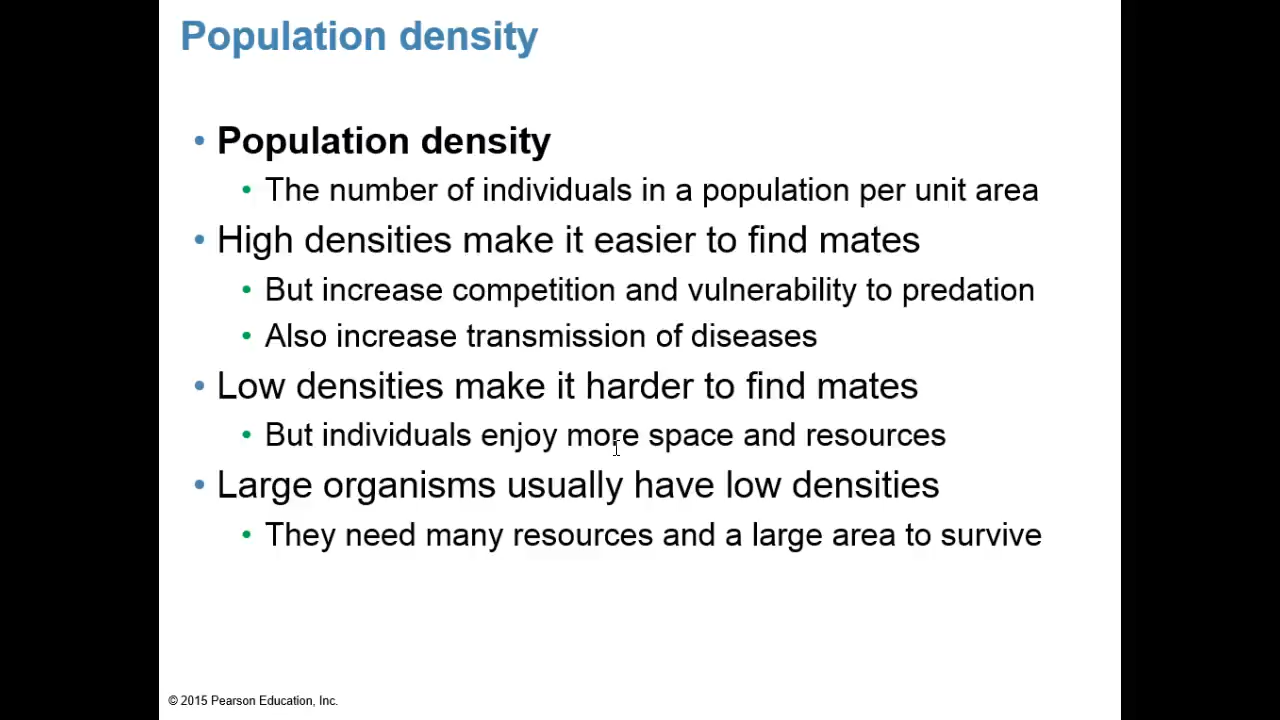 Population density
• Population density
• The number of individuals in a population per unit area
• High densities make it easier to find mates
• But increase competition and vulnerability to predation
• Also increase transmission of diseases
• Low densities make it harder to find mates
• But individuals enjoy more space and resources
• Large organisms usually have low densities
• They need many resources and a large area to survive
© 2015 Pearson Education, Inc.